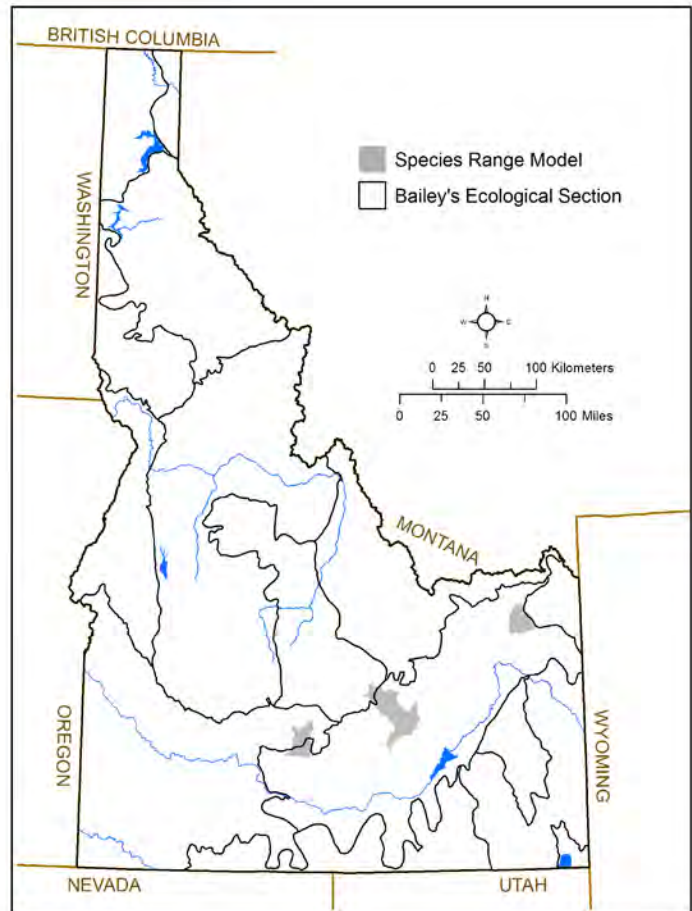 BRITISH COLUMBIA
WASHINGTON
Species Range Model
Bailey's Ecological Section
N
W E
S
0 25 50 100 Kilometers
0 25 50 100 Miles
MONTANA
OREGON
WYOMING
NEVADA
UTAH